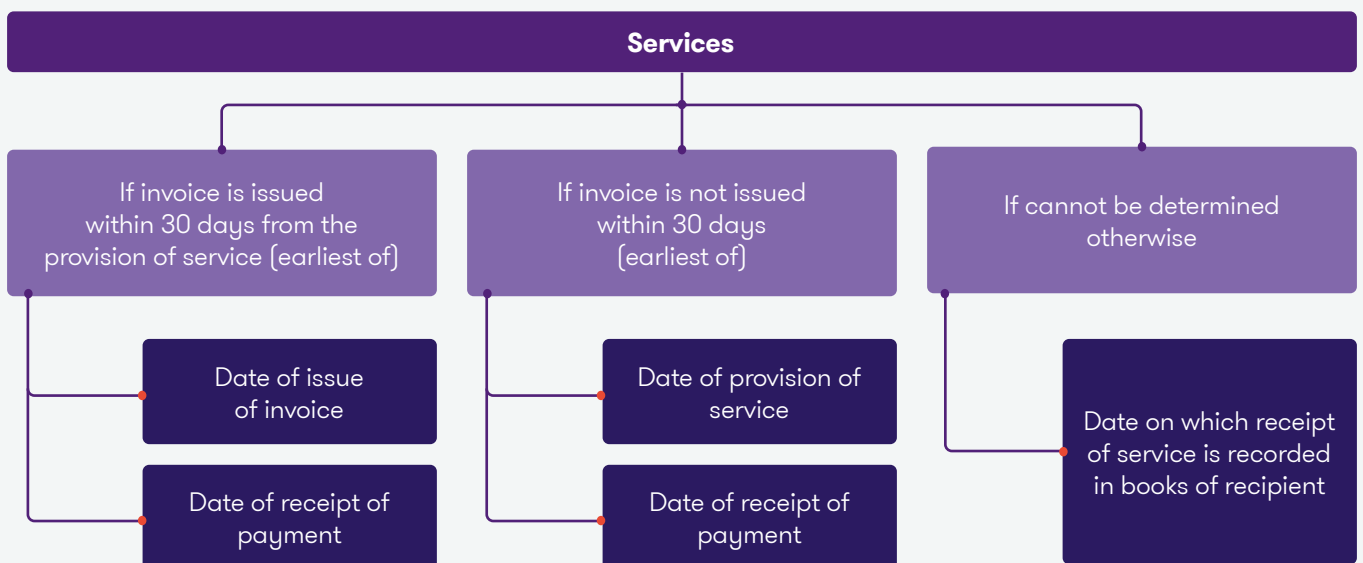 Services
If invoice is issued
within 30 days from the
provision of service (earliest of)
Date of issue
of invoice
Date of receipt of
payment
If invoice is not issued
within 30 days
(earliest of)
Date of provision of
service
Date of receipt of
payment
If cannot be determined
otherwise
Date on which receipt
of service is recorded
in books of recipient